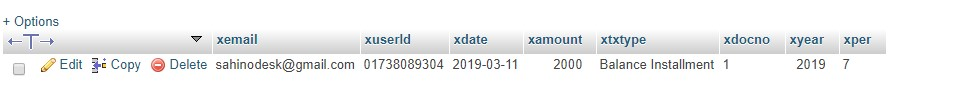 + Options
←T→ xemail xuserId xdate xamount xtxtype xdocno xyear xper
Edit Copy Delete sahinodesk@gmail.com 01738089304 2019-03-11 2000 Balance Installment 1 2019 7